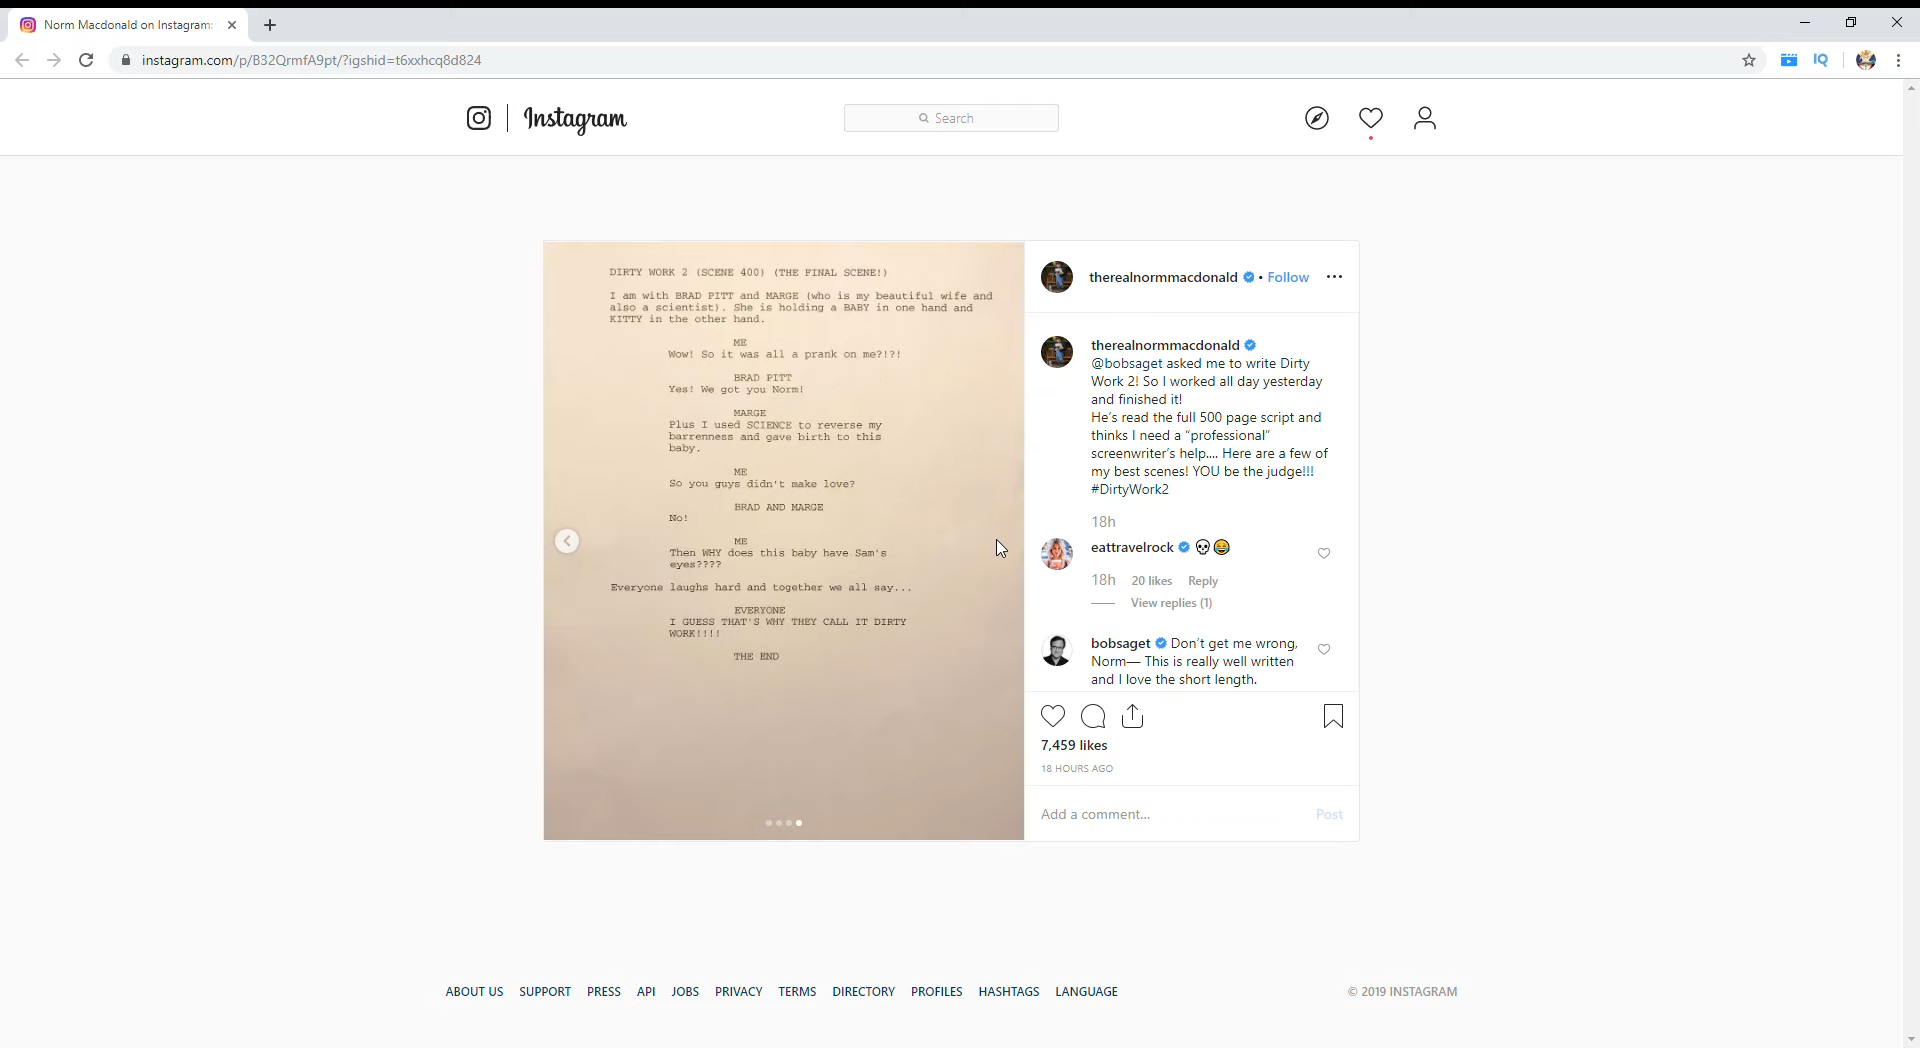 Norm Macdonald on Instagram:
instagram.com/p/B32QrmfA9pt/?igshid=t6xxhcq8d824
IQ
Instagram
Search
DIRTY WORK 2 (SCENE 400) (THE FINAL SCENE!)
I am with BRAD PITT and MARGE (who is my beautiful wife and
also a scientist). She is holding a BABY in one hand and
KITTY in the other hand.
ME
Wow! So it was all a prank on me?!?!
BRAD PITT
Yes! We got you Norm!
MARGE
Plus I used SCIENCE to reverse my
barrenness and gave birth to this
baby.
ME
So you guys didn't make love?
BRAD AND MARGE
No!
ME
Then WHY does this baby have Sam's
eyes????
Everyone laughs hard and together we all say...
EVERYONE
I GUESS THAT'S WHY THEY CALL IT DIRTY
WORK!!!!
THE END
therealnormmacdonald • Follow
therealnormmacdonald
@bobsaget asked me to write Dirty
Work 2! So I worked all day yesterday
and finished it!
He's read the full 500 page script and
thinks I need a "professional"
screenwriter's help.... Here are a few of
my best scenes! YOU be the judge!!!
#DirtyWork2
18h
eattravelrock 💀😂
18h 20 likes Reply
View replies (1)
bobsaget Don't get me wrong,
Norm— This is really well written
and I love the short length.
7,459 likes
18 HOURS AGO
Add a comment... Post
ABOUT US SUPPORT PRESS API JOBS PRIVACY TERMS DIRECTORY PROFILES HASHTAGS LANGUAGE © 2019 INSTAGRAM